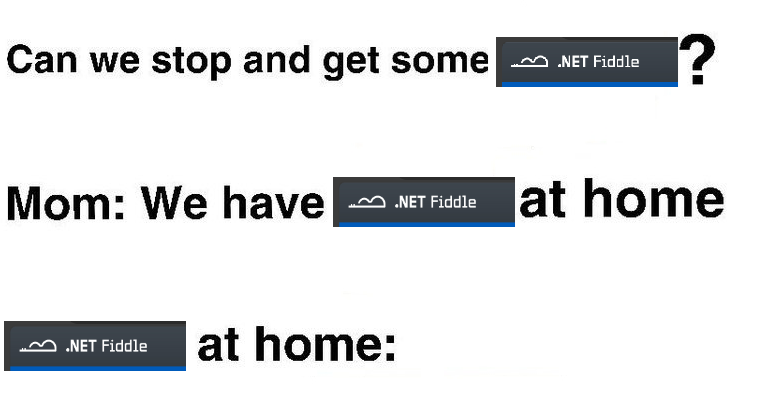 Can we stop and get some .NET Fiddle?
Mom: We have .NET Fiddle at home
.NET Fiddle at home: